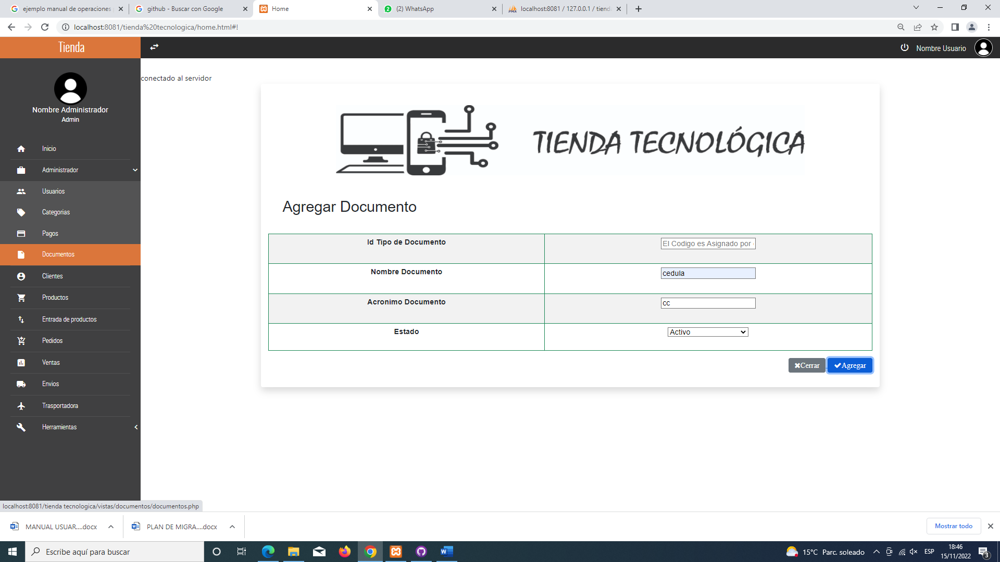 ejemplo manual de operaciones
github - Buscar con Google
Home
(2) WhatsApp
localhost:8081 / 127.0.0.1 / tiend
localhost:8081/tienda%20tecnologica/home.html#!
Tienda
Nombre Usuario
conectado al servidor
Nombre Administrador
Admin
Inicio
Administrador
Usuarios
Categorias
Pagos
Documentos
Clientes
Productos
Entrada de productos
Pedidos
Ventas
Envios
Trasportadora
Herramientas
TIENDA TECNOLÓGICA
Agregar Documento
Id Tipo de Documento
El Codigo es Asignado por
Nombre Documento
cedula
Acronimo Documento
cc
Estado
Activo
Cerrar
Agregar
localhost:8081/tienda tecnologica/vistas/documentos/documentos.php
MANUAL USUAR....docx
PLAN DE MIGRA....docx
Mostrar todo
Escribe aquí para buscar
15°C Parc. soleado
ESP
18:46
15/11/2022
3